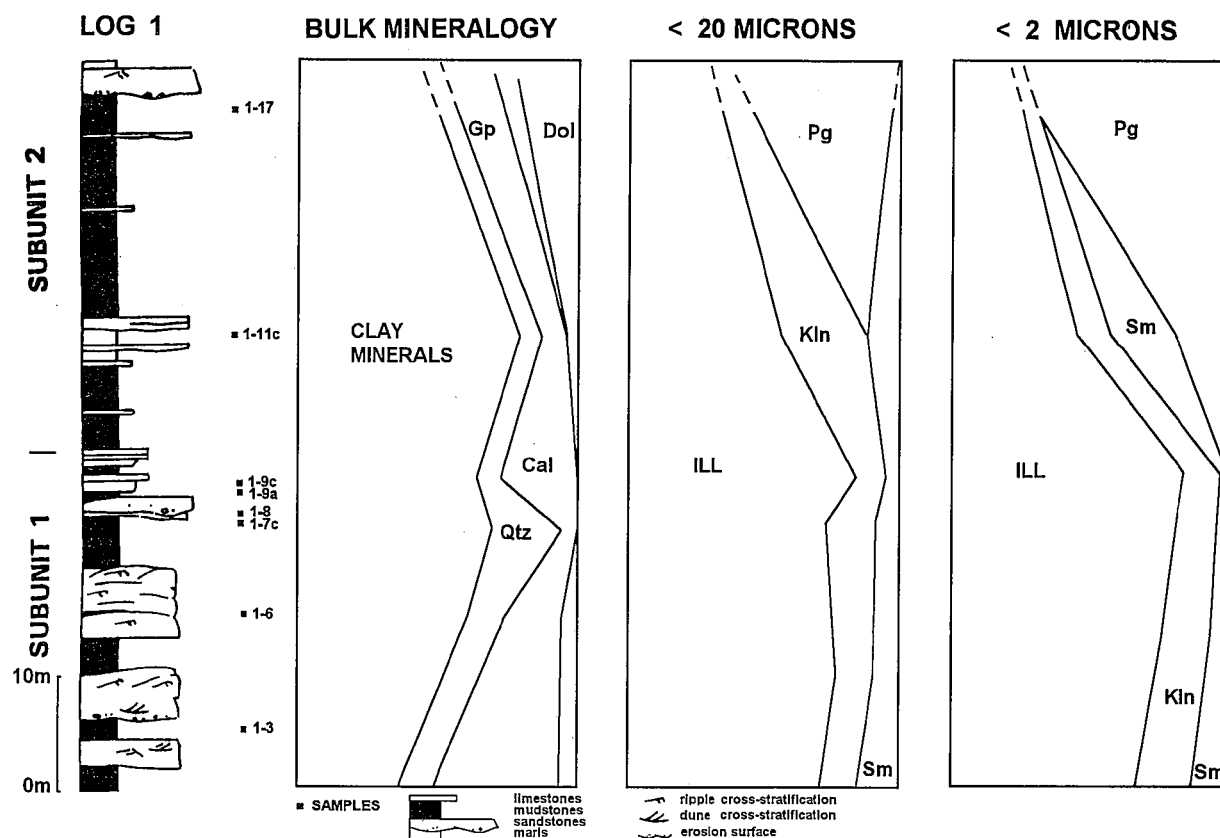 LOG 1
BULK MINERALOGY
< 20 MICRONS
< 2 MICRONS
SUBUNIT 2
SUBUNIT 1
1-17
1-11c
1-9c
1-9a
1-8
1-7c
1-6
1-3
10m
0m
Gp
Dol
CLAY
MINERALS
Cal
Qtz
Pg
Kln
ILL
Sm
Pg
Sm
ILL
Kln
Sm
SAMPLES
limestones
mudstones
sandstones
marls
ripple cross-stratification
dune cross-stratification
erosion surface